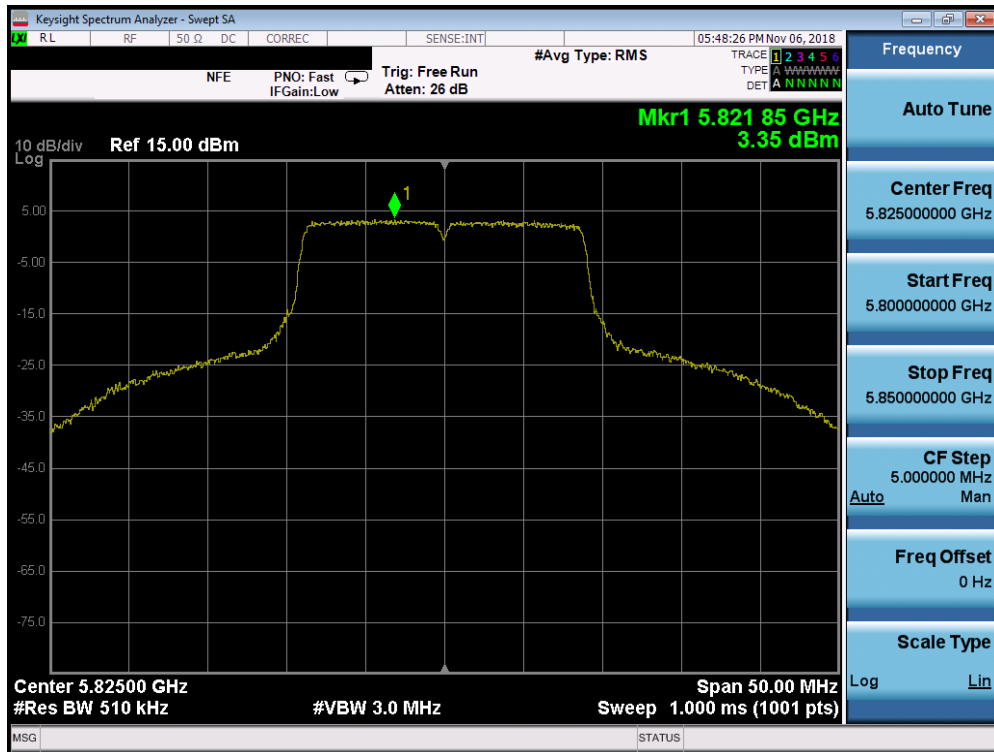 Keysight Spectrum Analyzer - Swept SA
LXI RL RF 50 Ω DC CORREC SENSE:INT 05:48:26 PM Nov 06, 2018
#Avg Type: RMS TRACE 1 2 3 4 5 6
NFE PNO: Fast Trig: Free Run TYPE A WWWWW
IFGain:Low Atten: 26 dB DET A N N N N N
Mkr1 5.821 85 GHz
3.35 dBm
10 dB/div Ref 15.00 dBm
Log
1
5.00
-5.00
-15.0
-25.0
-35.0
-45.0
-55.0
-65.0
-75.0
Center 5.82500 GHz Span 50.00 MHz
#Res BW 510 kHz #VBW 3.0 MHz Sweep 1.000 ms (1001 pts)
MSG STATUS
Frequency
Auto Tune
Center Freq
5.825000000 GHz
Start Freq
5.800000000 GHz
Stop Freq
5.850000000 GHz
CF Step
5.000000 MHz
Auto Man
Freq Offset
0 Hz
Scale Type
Log Lin